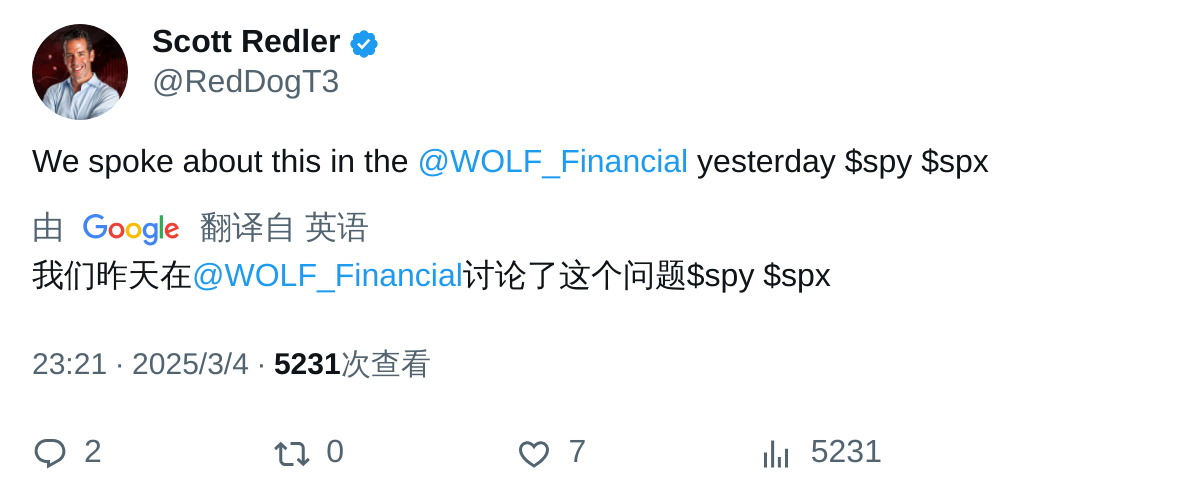 Scott Redler
@RedDogT3
We spoke about this in the @WOLF_Financial yesterday $spy $spx
由 Google 翻译自 英语
我们昨天在@WOLF_Financial讨论了这个问题$spy $spx
23:21 · 2025/3/4 · 5231次查看
2 0 7 5231